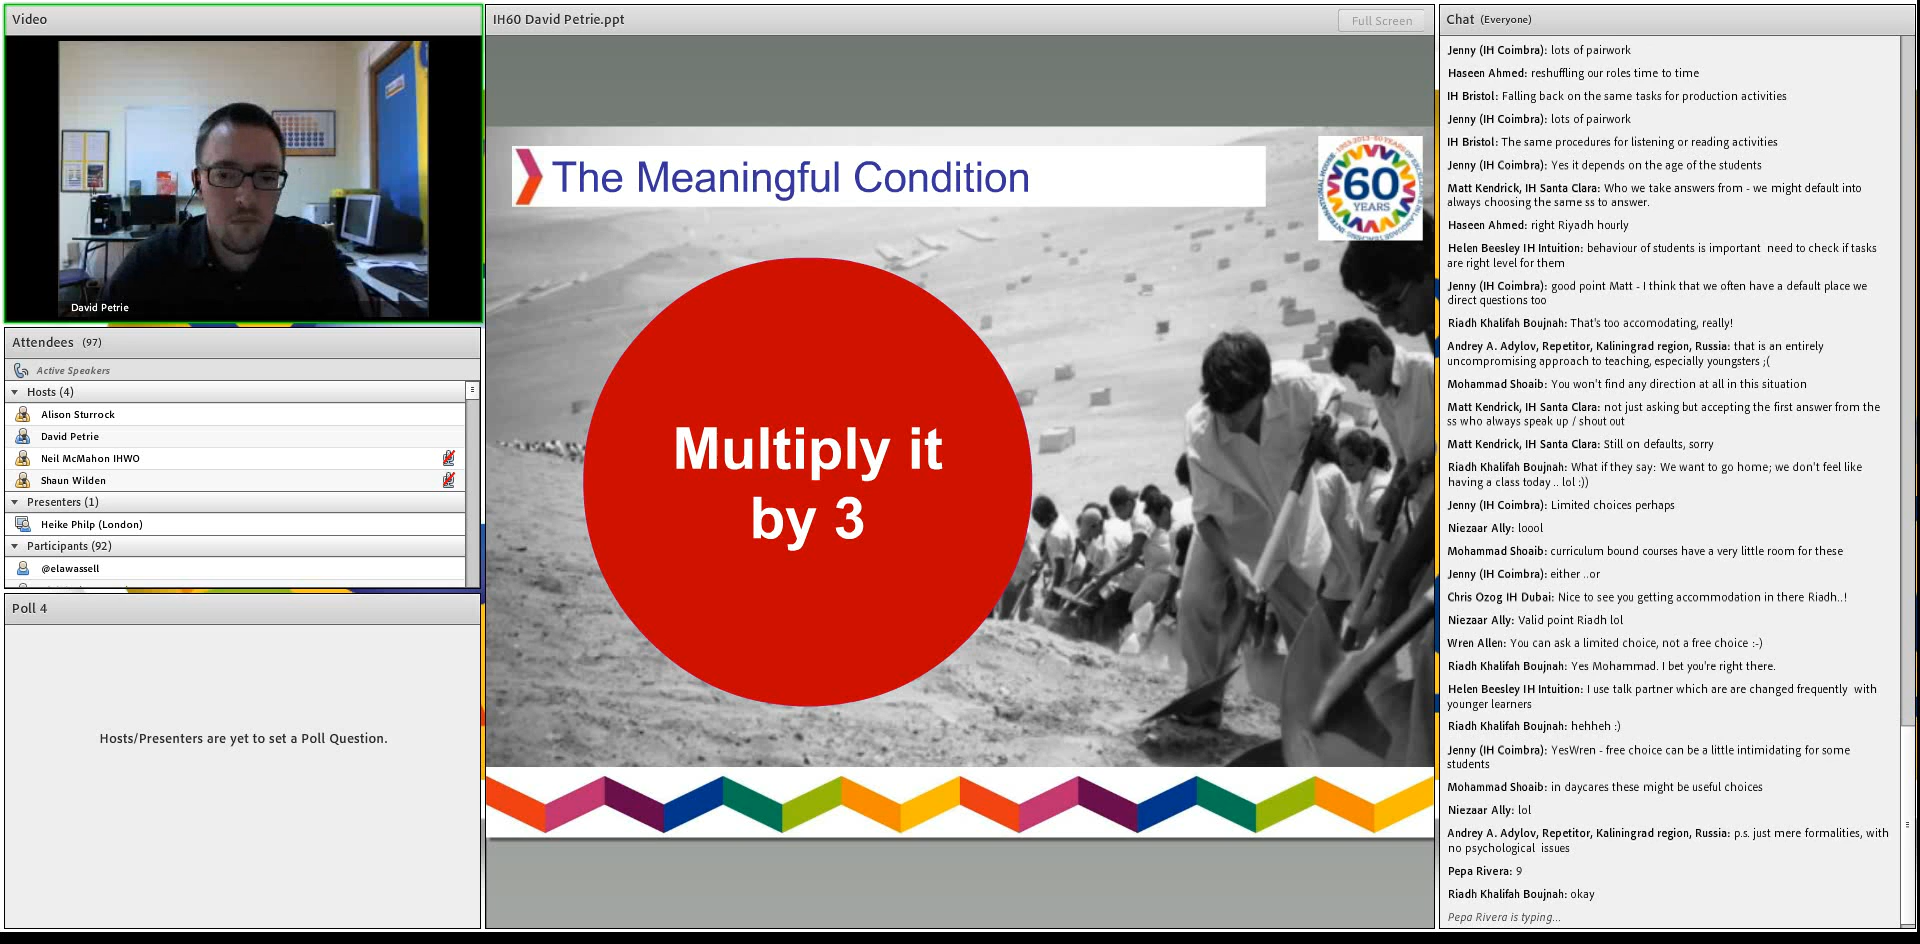 Video
David Petrie
Attendees (97)
Active Speakers
Hosts (4)
Alison Sturrock
David Petrie
Neil McMahon IHWO
Shaun Wilden
Presenters (1)
Heike Philp (London)
Participants (92)
@elawassell
Poll 4
Hosts/Presenters are yet to set a Poll Question.
IH60 David Petrie.ppt
Full Screen
The Meaningful Condition
60
YEARS
Multiply it
by 3
Chat (Everyone)
Jenny (IH Coimbra): lots of pairwork
Haseen Ahmed: reshuffling our roles time to time
IH Bristol: Falling back on the same tasks for production activities
Jenny (IH Coimbra): lots of pairwork
IH Bristol: The same procedures for listening or reading activities
Jenny (IH Coimbra): Yes it depends on the age of the students
Matt Kendrick, IH Santa Clara: Who we take answers from - we might default into
always choosing the same ss to answer.
Haseen Ahmed: right Riyadh hourly
Helen Beesley IH Intuition: behaviour of students is important  need to check if tasks
are right level for them
Jenny (IH Coimbra): good point Matt - I think that we often have a default place we
direct questions too
Riadh Khalifah Boujnah: That's too accomodating, really!
Andrey A. Adylov, Repetitor, Kaliningrad region, Russia: that is an entirely
uncompromising approach to teaching, especially youngsters ;(
Mohammad Shoaib: You won't find any direction at all in this situation
Matt Kendrick, IH Santa Clara: not just asking but accepting the first answer from the
ss who always speak up / shout out
Matt Kendrick, IH Santa Clara: Still on defaults, sorry
Riadh Khalifah Boujnah: What if they say: We want to go home; we don't feel like
having a class today .. lol :))
Jenny (IH Coimbra): Limited choices perhaps
Niezaar Ally: loool
Mohammad Shoaib: curriculum bound courses have a very little room for these
Jenny (IH Coimbra): either ..or
Chris Ozog IH Dubai: Nice to see you getting accommodation in there Riadh..!
Niezaar Ally: Valid point Riadh lol
Wren Allen: You can ask a limited choice, not a free choice :-)
Riadh Khalifah Boujnah: Yes Mohammad. I bet you're right there.
Helen Beesley IH Intuition: I use talk partner which are are changed frequently  with
younger learners
Riadh Khalifah Boujnah: hehheh :)
Jenny (IH Coimbra): YesWren - free choice can be a little intimidating for some
students
Mohammad Shoaib: in daycares these might be useful choices
Niezaar Ally: lol
Andrey A. Adylov, Repetitor, Kaliningrad region, Russia: p.s. just mere formalities, with
no psychological  issues
Pepa Rivera: 9
Riadh Khalifah Boujnah: okay
Pepa Rivera is typing...